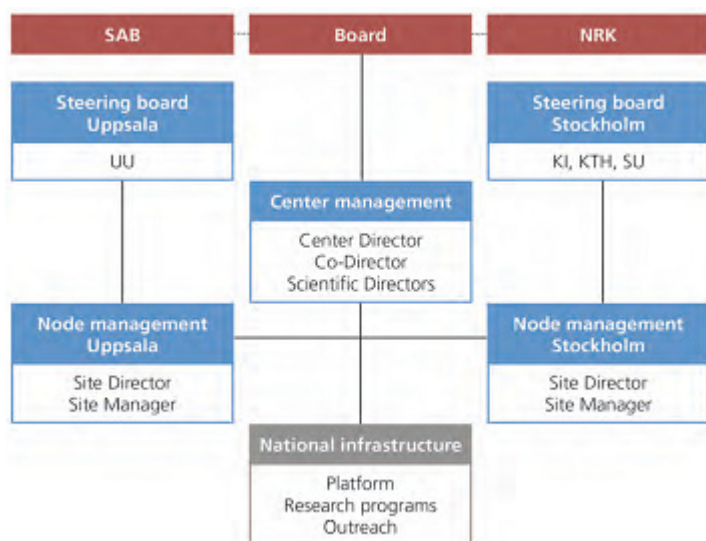 SAB
Board
NRK
Steering board
Uppsala
UU
Steering board
Stockholm
KI, KTH, SU
Center management
Center Director
Co-Director
Scientific Directors
Node management
Uppsala
Site Director
Site Manager
Node management
Stockholm
Site Director
Site Manager
National infrastructure
Platform
Research programs
Outreach